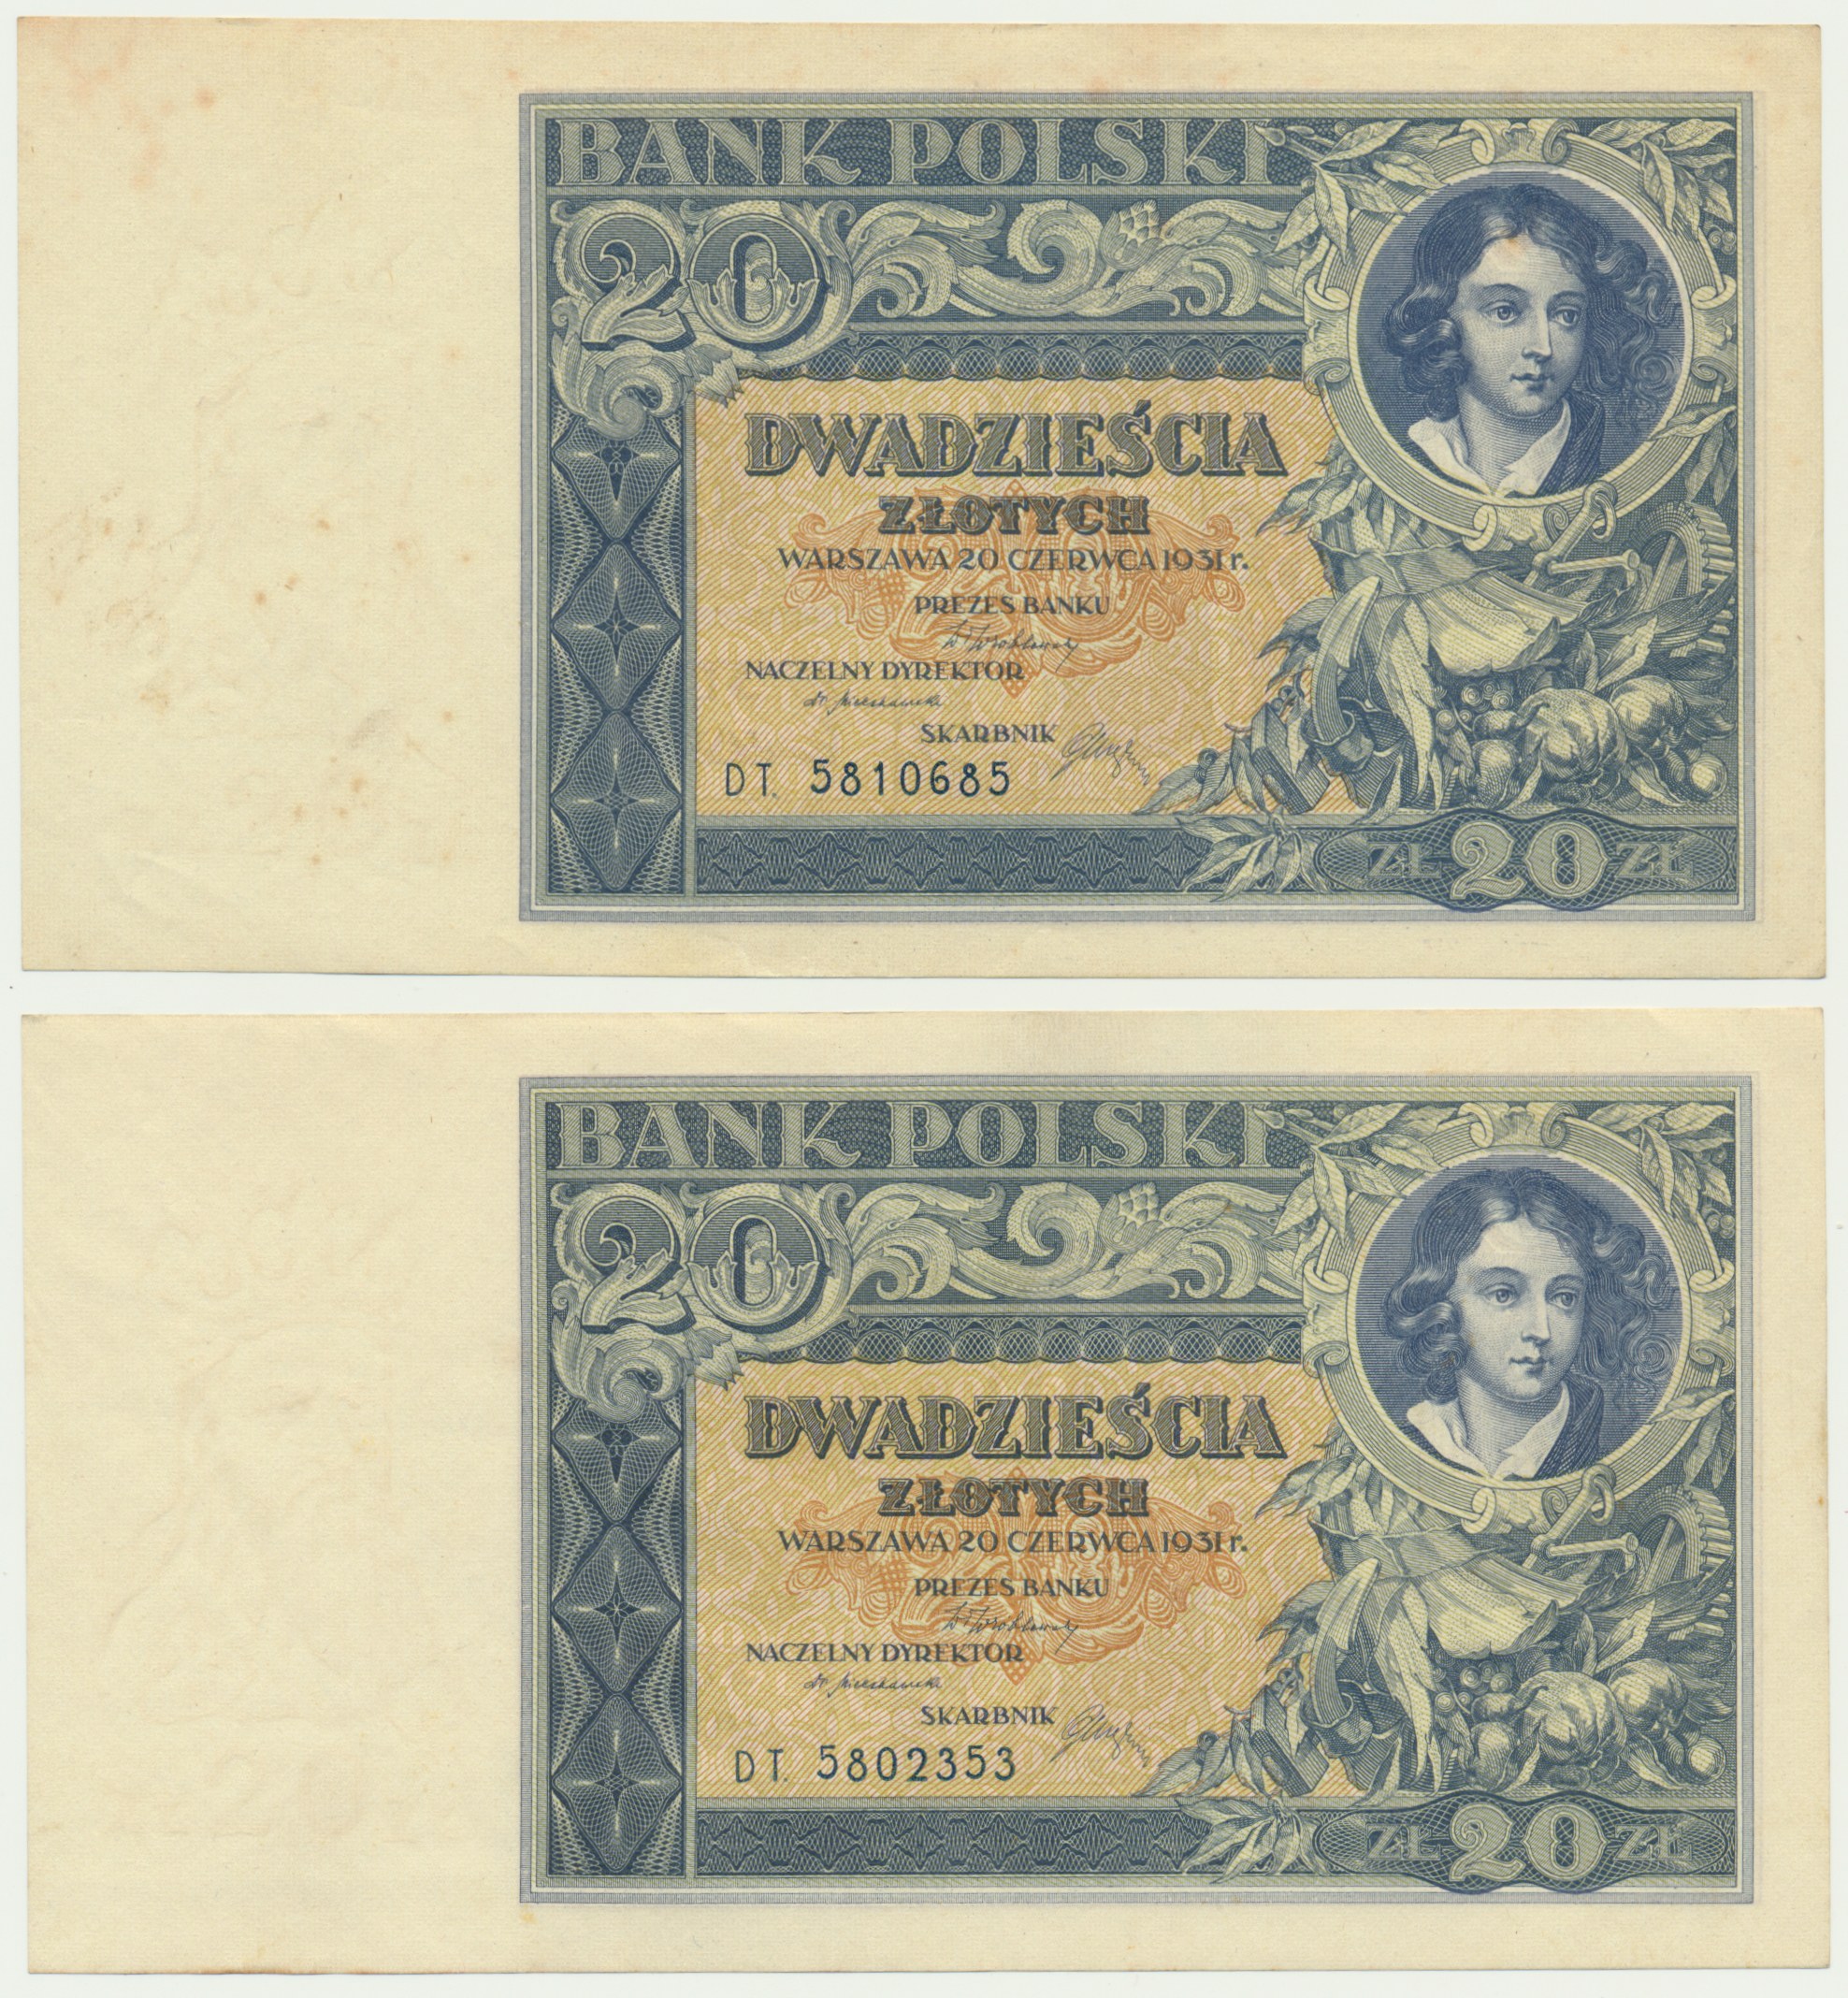 BANK POLSKI
20
DWADZIEŚCIA
ZŁOTYCH
WARSZAWA 20 CZERWCA 1931 r.
PREZES BANKU
NACZELNY DYREKTOR
SKARBNIK
DT. 5810685
ZŁ 20 ZŁ
BANK POLSKI
20
DWADZIEŚCIA
ZŁOTYCH
WARSZAWA 20 CZERWCA 1931 r.
PREZES BANKU
NACZELNY DYREKTOR
SKARBNIK
DT. 5802353
ZŁ 20 ZŁ